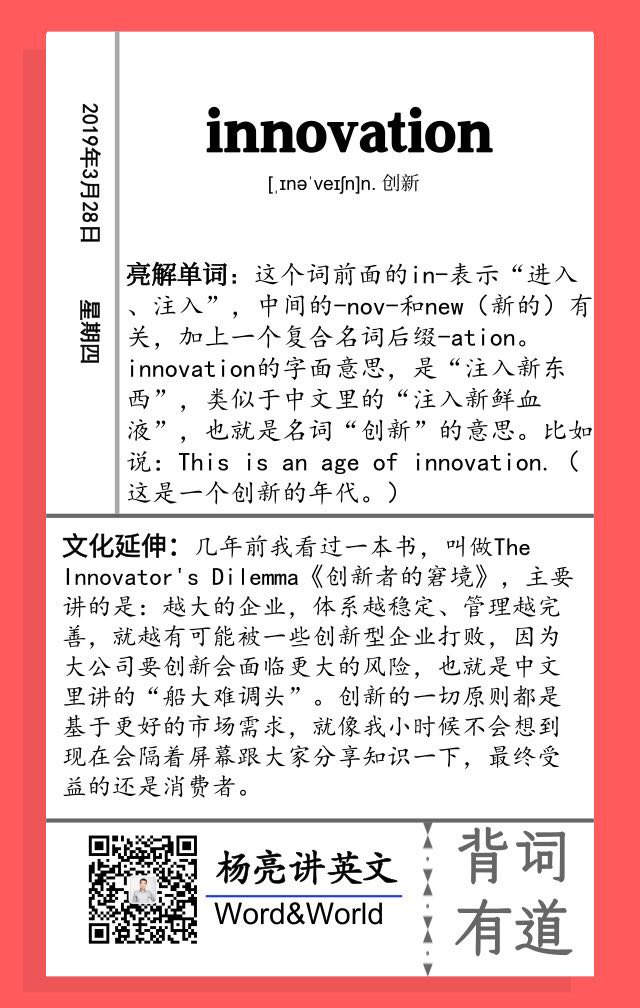 2019年3月28日 星期四
innovation
[ˌɪnəˈveɪʃn]n. 创新
亮解单词：这个词前面的in-表示“进入
、注入”，中间的-nov-和new（新的）有
关，加上一个复合名词后缀-ation。
innovation的字面意思，是“注入新东
西”，类似于中文里的“注入新鲜血
液”，也就是名词“创新”的意思。比如
说：This is an age of innovation.（
这是一个创新的年代。）
文化延伸：几年前我看过一本书，叫做The
Innovator's Dilemma《创新者的窘境》，主要
讲的是：越大的企业，体系越稳定、管理越完
善，就越有可能被一些创新型企业打败，因为
大公司要创新会面临更大的风险，也就是中文
里讲的“船大难调头”。创新的一切原则都是
基于更好的市场需求，就像我小时候不会想到
现在会隔着屏幕跟大家分享知识一下，最终受
益的还是消费者。
杨亮讲英文
Word&World
背词
有道